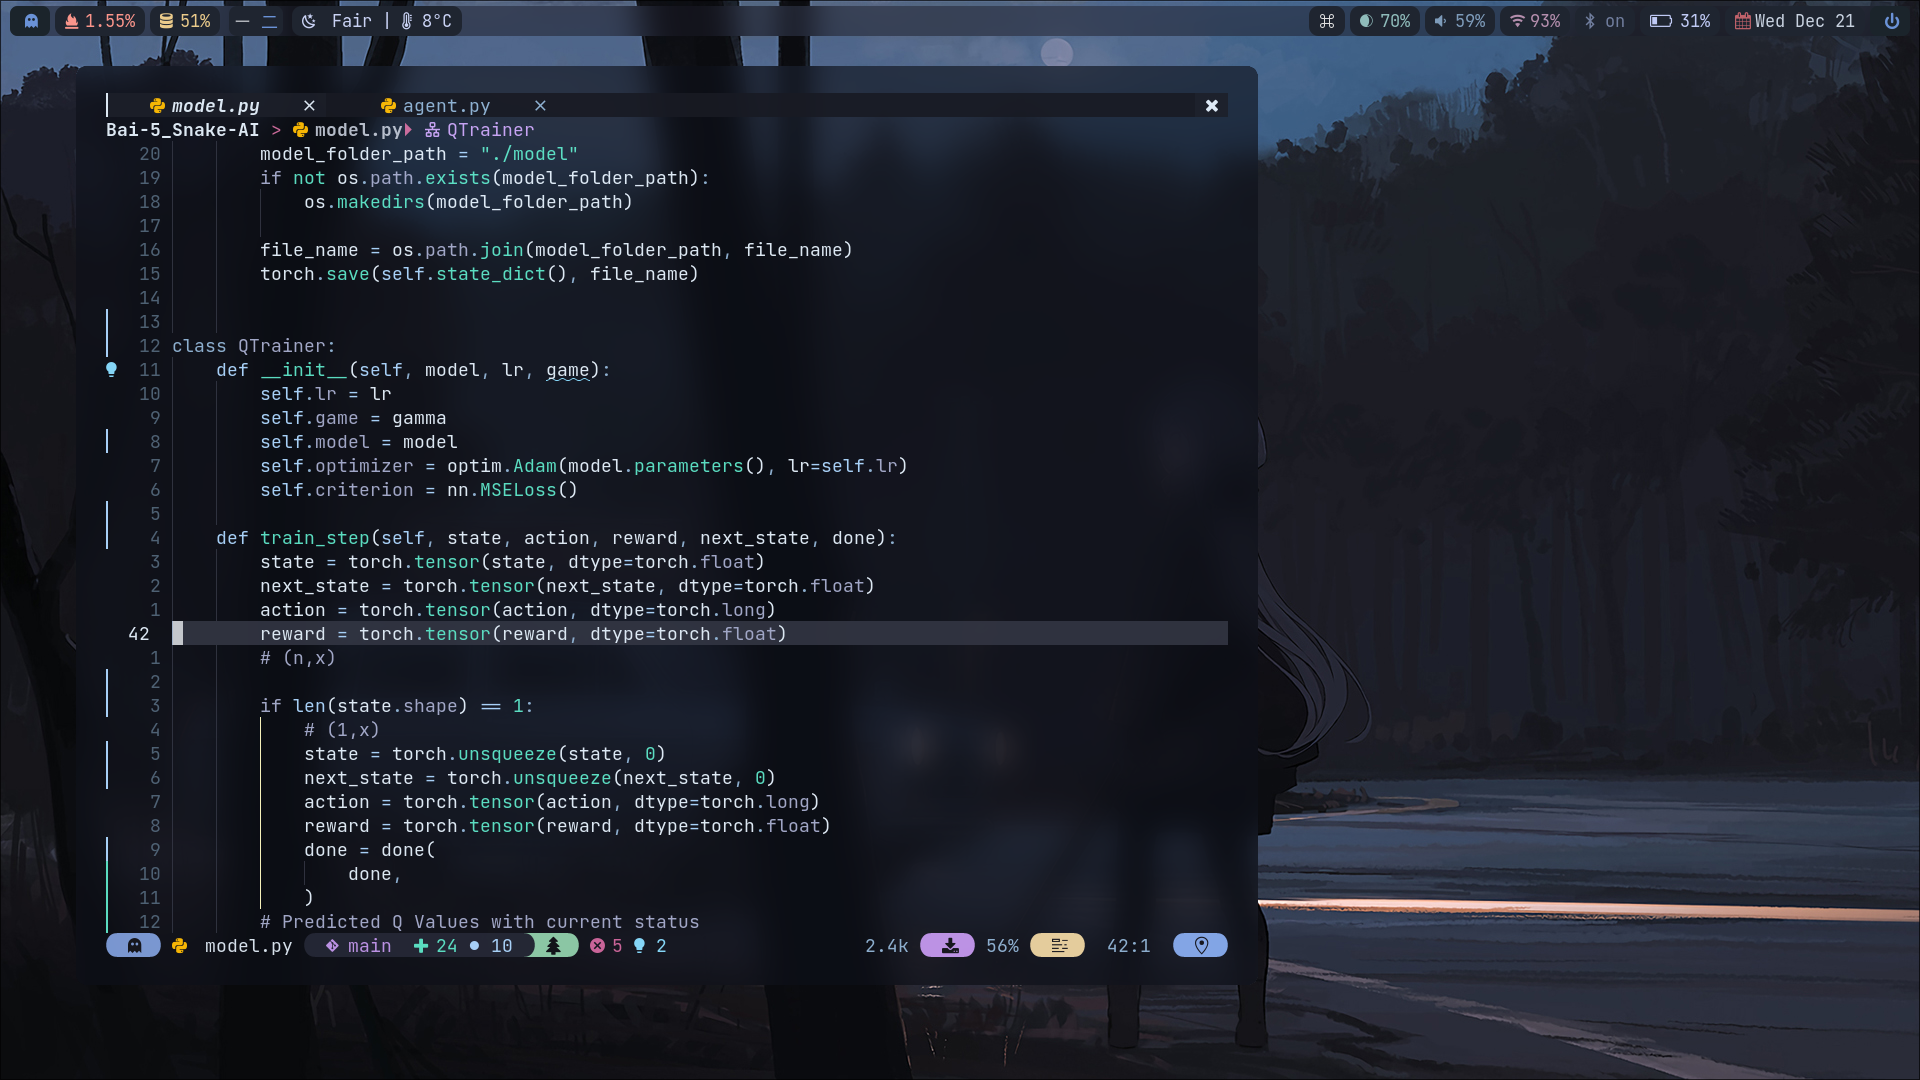 1.55% 51% Fair | 8°C 70% 59% 93% on 31% Wed Dec 21
model.py × agent.py ×
Bai-5_Snake-AI > model.py QTrainer
20 model_folder_path = "./model"
19 if not os.path.exists(model_folder_path):
18 os.makedirs(model_folder_path)
17
16 file_name = os.path.join(model_folder_path, file_name)
15 torch.save(self.state_dict(), file_name)
14
13
12 class QTrainer:
11 def __init__(self, model, lr, game):
10 self.lr = lr
9 self.game = gamma
8 self.model = model
7 self.optimizer = optim.Adam(model.parameters(), lr=self.lr)
6 self.criterion = nn.MSELoss()
5
4 def train_step(self, state, action, reward, next_state, done):
3 state = torch.tensor(state, dtype=torch.float)
2 next_state = torch.tensor(next_state, dtype=torch.float)
1 action = torch.tensor(action, dtype=torch.long)
42 reward = torch.tensor(reward, dtype=torch.float)
1 # (n,x)
2
3 if len(state.shape) == 1:
4 # (1,x)
5 state = torch.unsqueeze(state, 0)
6 next_state = torch.unsqueeze(next_state, 0)
7 action = torch.tensor(action, dtype=torch.long)
8 reward = torch.tensor(reward, dtype=torch.float)
9 done = done(
10 done,
11 )
12 # Predicted Q Values with current status
model.py main 24 10 5 2 2.4k 56% 42:1